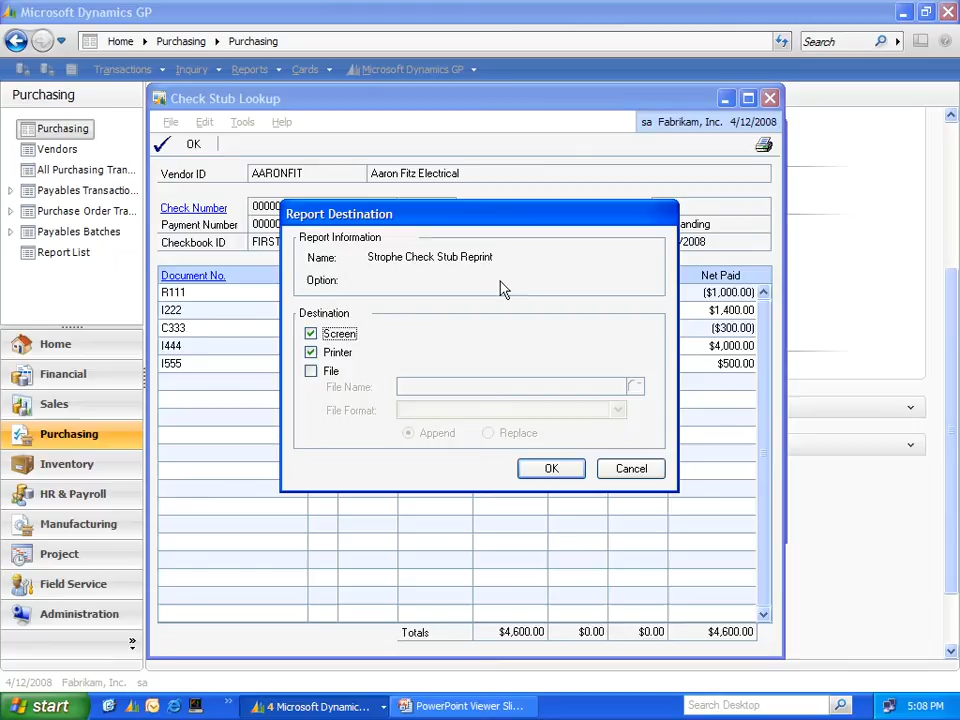 Microsoft Dynamics GP
Home Purchasing Purchasing Search
Transactions Inquiry Reports Cards Microsoft Dynamics GP
Purchasing
Purchasing
Vendors
All Purchasing Tran...
Payables Transactio...
Purchase Order Tra...
Payables Batches
Report List
Home
Financial
Sales
Purchasing
Inventory
HR & Payroll
Manufacturing
Project
Field Service
Administration
Check Stub Lookup
File Edit Tools Help sa Fabrikam, Inc. 4/12/2008
OK
Vendor ID AARONFIT Aaron Fitz Electrical
Check Number 0000
Payment Number 0000 anding
Checkbook ID FIRST /2008
Document No. Net Paid
R111 ($1,000.00)
I222 $1,400.00
C333 ($300.00)
I444 $4,000.00
I555 $500.00
Totals $4,600.00 $0.00 $0.00 $4,600.00
Report Destination
Report Information
Name: Strophe Check Stub Reprint
Option:
Destination
Screen
Printer
File
File Name:
File Format:
Append Replace
OK Cancel
4/12/2008 Fabrikam, Inc. sa
start 4 Microsoft Dynamic... PowerPoint Viewer Sli... Search Desktop 5:08 PM